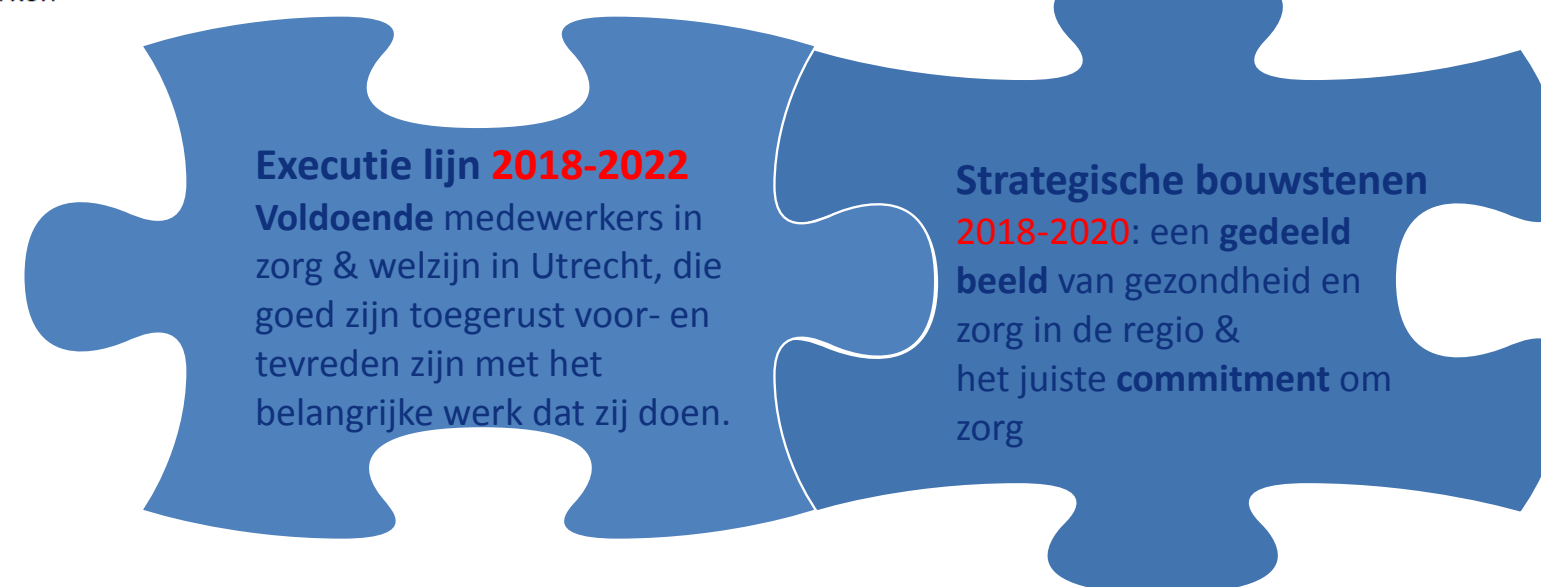 Executie lijn 2018-2022
Voldoende medewerkers in
zorg & welzijn in Utrecht, die
goed zijn toegerust voor- en
tevreden zijn met het
belangrijke werk dat zij doen.
Strategische bouwstenen
2018-2020: een gedeeld
beeld van gezondheid en
zorg in de regio &
het juiste commitment om
zorg